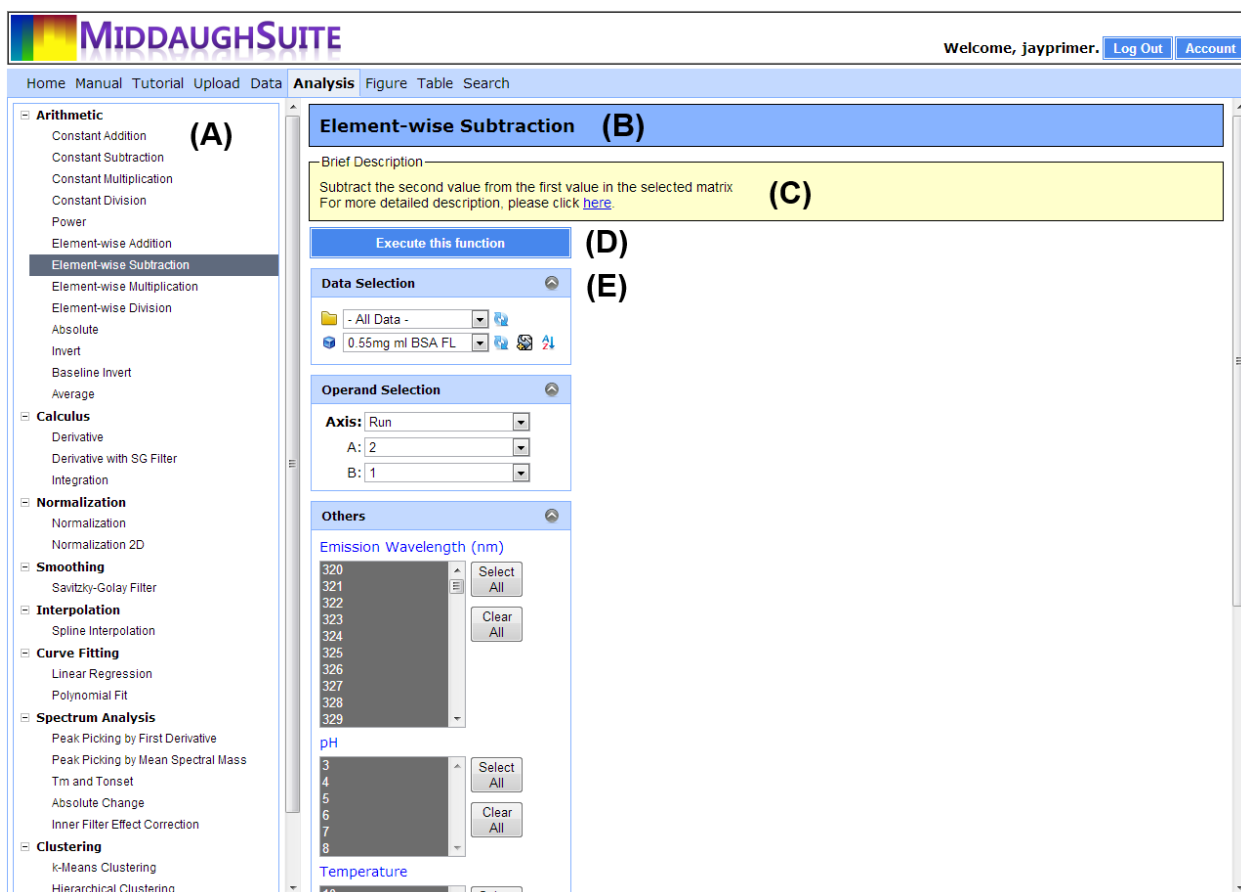 MIDDAUGHSUITE
Welcome, jayprimer. Log Out Account
Home Manual Tutorial Upload Data Analysis Figure Table Search
Arithmetic
(A)
Constant Addition
Constant Subtraction
Constant Multiplication
Constant Division
Power
Element-wise Addition
Element-wise Subtraction
Element-wise Multiplication
Element-wise Division
Absolute
Invert
Baseline Invert
Average
Calculus
Derivative
Derivative with SG Filter
Integration
Normalization
Normalization
Normalization 2D
Smoothing
Savitzky-Golay Filter
Interpolation
Spline Interpolation
Curve Fitting
Linear Regression
Polynomial Fit
Spectrum Analysis
Peak Picking by First Derivative
Peak Picking by Mean Spectral Mass
Tm and Tonset
Absolute Change
Inner Filter Effect Correction
Clustering
k-Means Clustering
Hierarchical Clustering
Element-wise Subtraction (B)
Brief Description
Subtract the second value from the first value in the selected matrix
For more detailed description, please click here.
(C)
Execute this function (D)
Data Selection (E)
- All Data -
0.55mg ml BSA FL
Operand Selection
Axis: Run
A: 2
B: 1
Others
Emission Wavelength (nm)
320
321
322
323
324
325
326
327
328
329
Select
All
Clear
All
pH
3
4
5
6
7
8
Select
All
Clear
All
Temperature